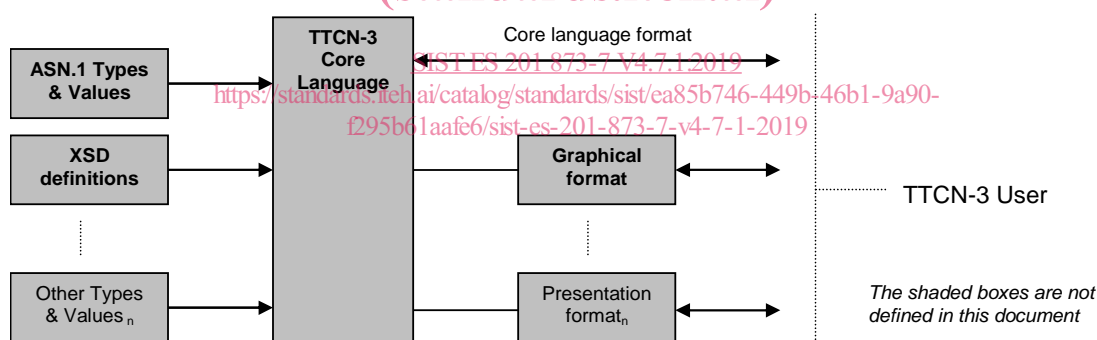 TTCN-3
Core
Language
Core language format
SIST ES 201 873-7 V4.7.1:2019
https://standards.iteh.ai/catalog/standards/sist/ea85b746-449b-46b1-9a90-
f295b61aafe6/sist-es-201-873-7-v4-7-1-2019
ASN.1 Types
& Values
XSD
definitions
Graphical
format
TTCN-3 User
Other Types
& Values n
Presentation
format n
The shaded boxes are not
defined in this document